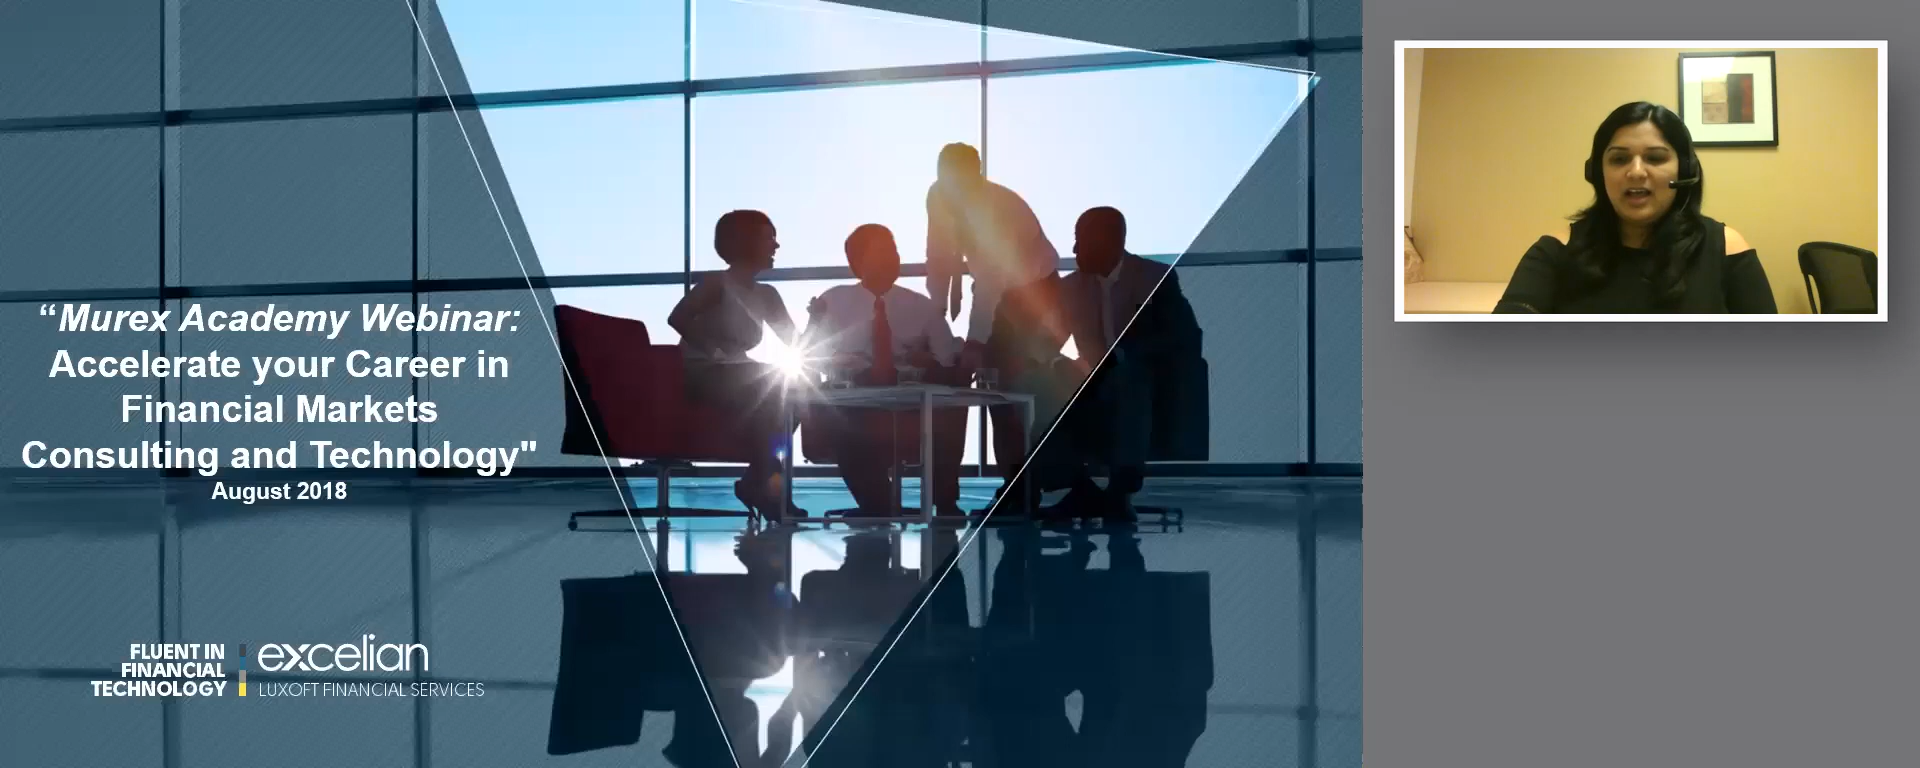 “Murex Academy Webinar:
Accelerate your Career in
Financial Markets
Consulting and Technology"
August 2018
FLUENT IN
FINANCIAL
TECHNOLOGY
excelian
LUXOFT FINANCIAL SERVICES